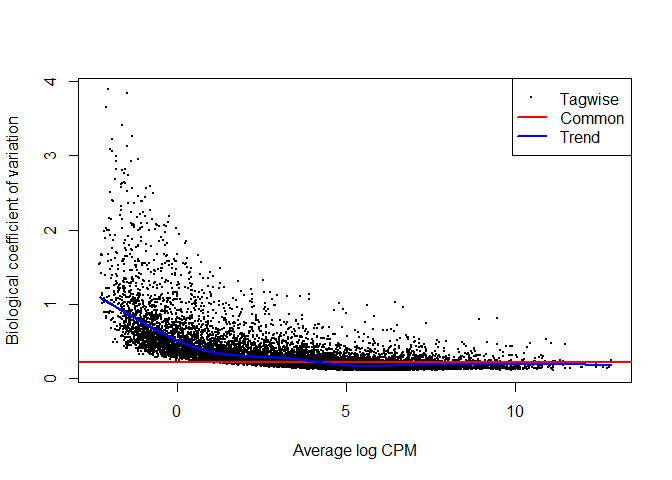 Biological coefficient of variation
4
3
2
1
0
Tagwise
Common
Trend
0 5 10
Average log CPM